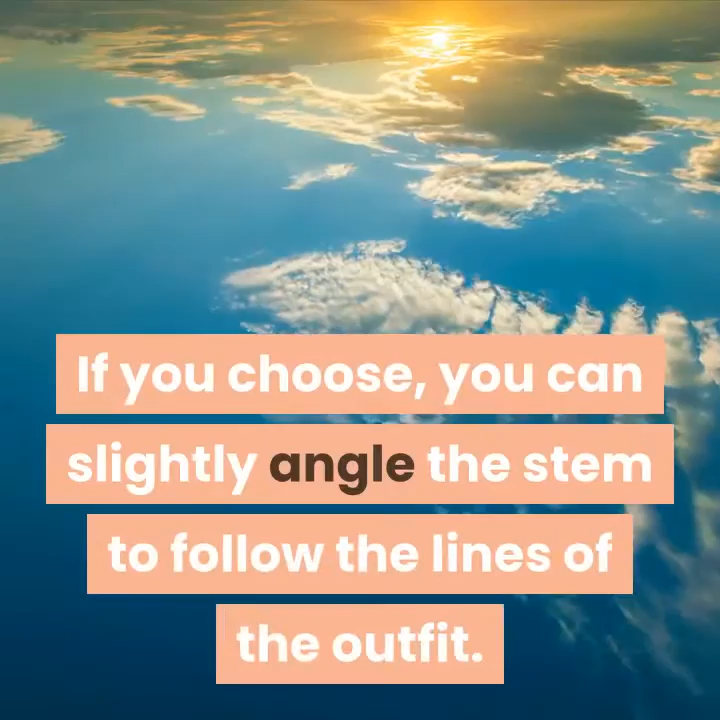 If you choose, you can
slightly angle the stem
to follow the lines of
the outfit.